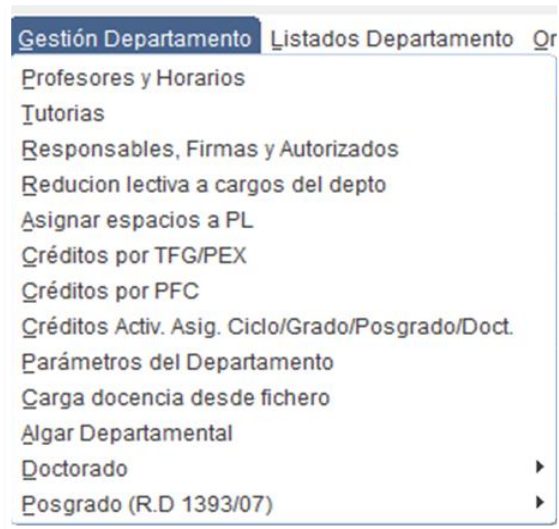 Gestión Departamento Listados Departamento Or
Profesores y Horarios
Tutorias
Responsables, Firmas y Autorizados
Reducion lectiva a cargos del depto
Asignar espacios a PL
Créditos por TFG/PEX
Créditos por PFC
Créditos Activ. Asig. Ciclo/Grado/Posgrado/Doct.
Parámetros del Departamento
Carga docencia desde fichero
Algar Departamental
Doctorado
Posgrado (R.D 1393/07)